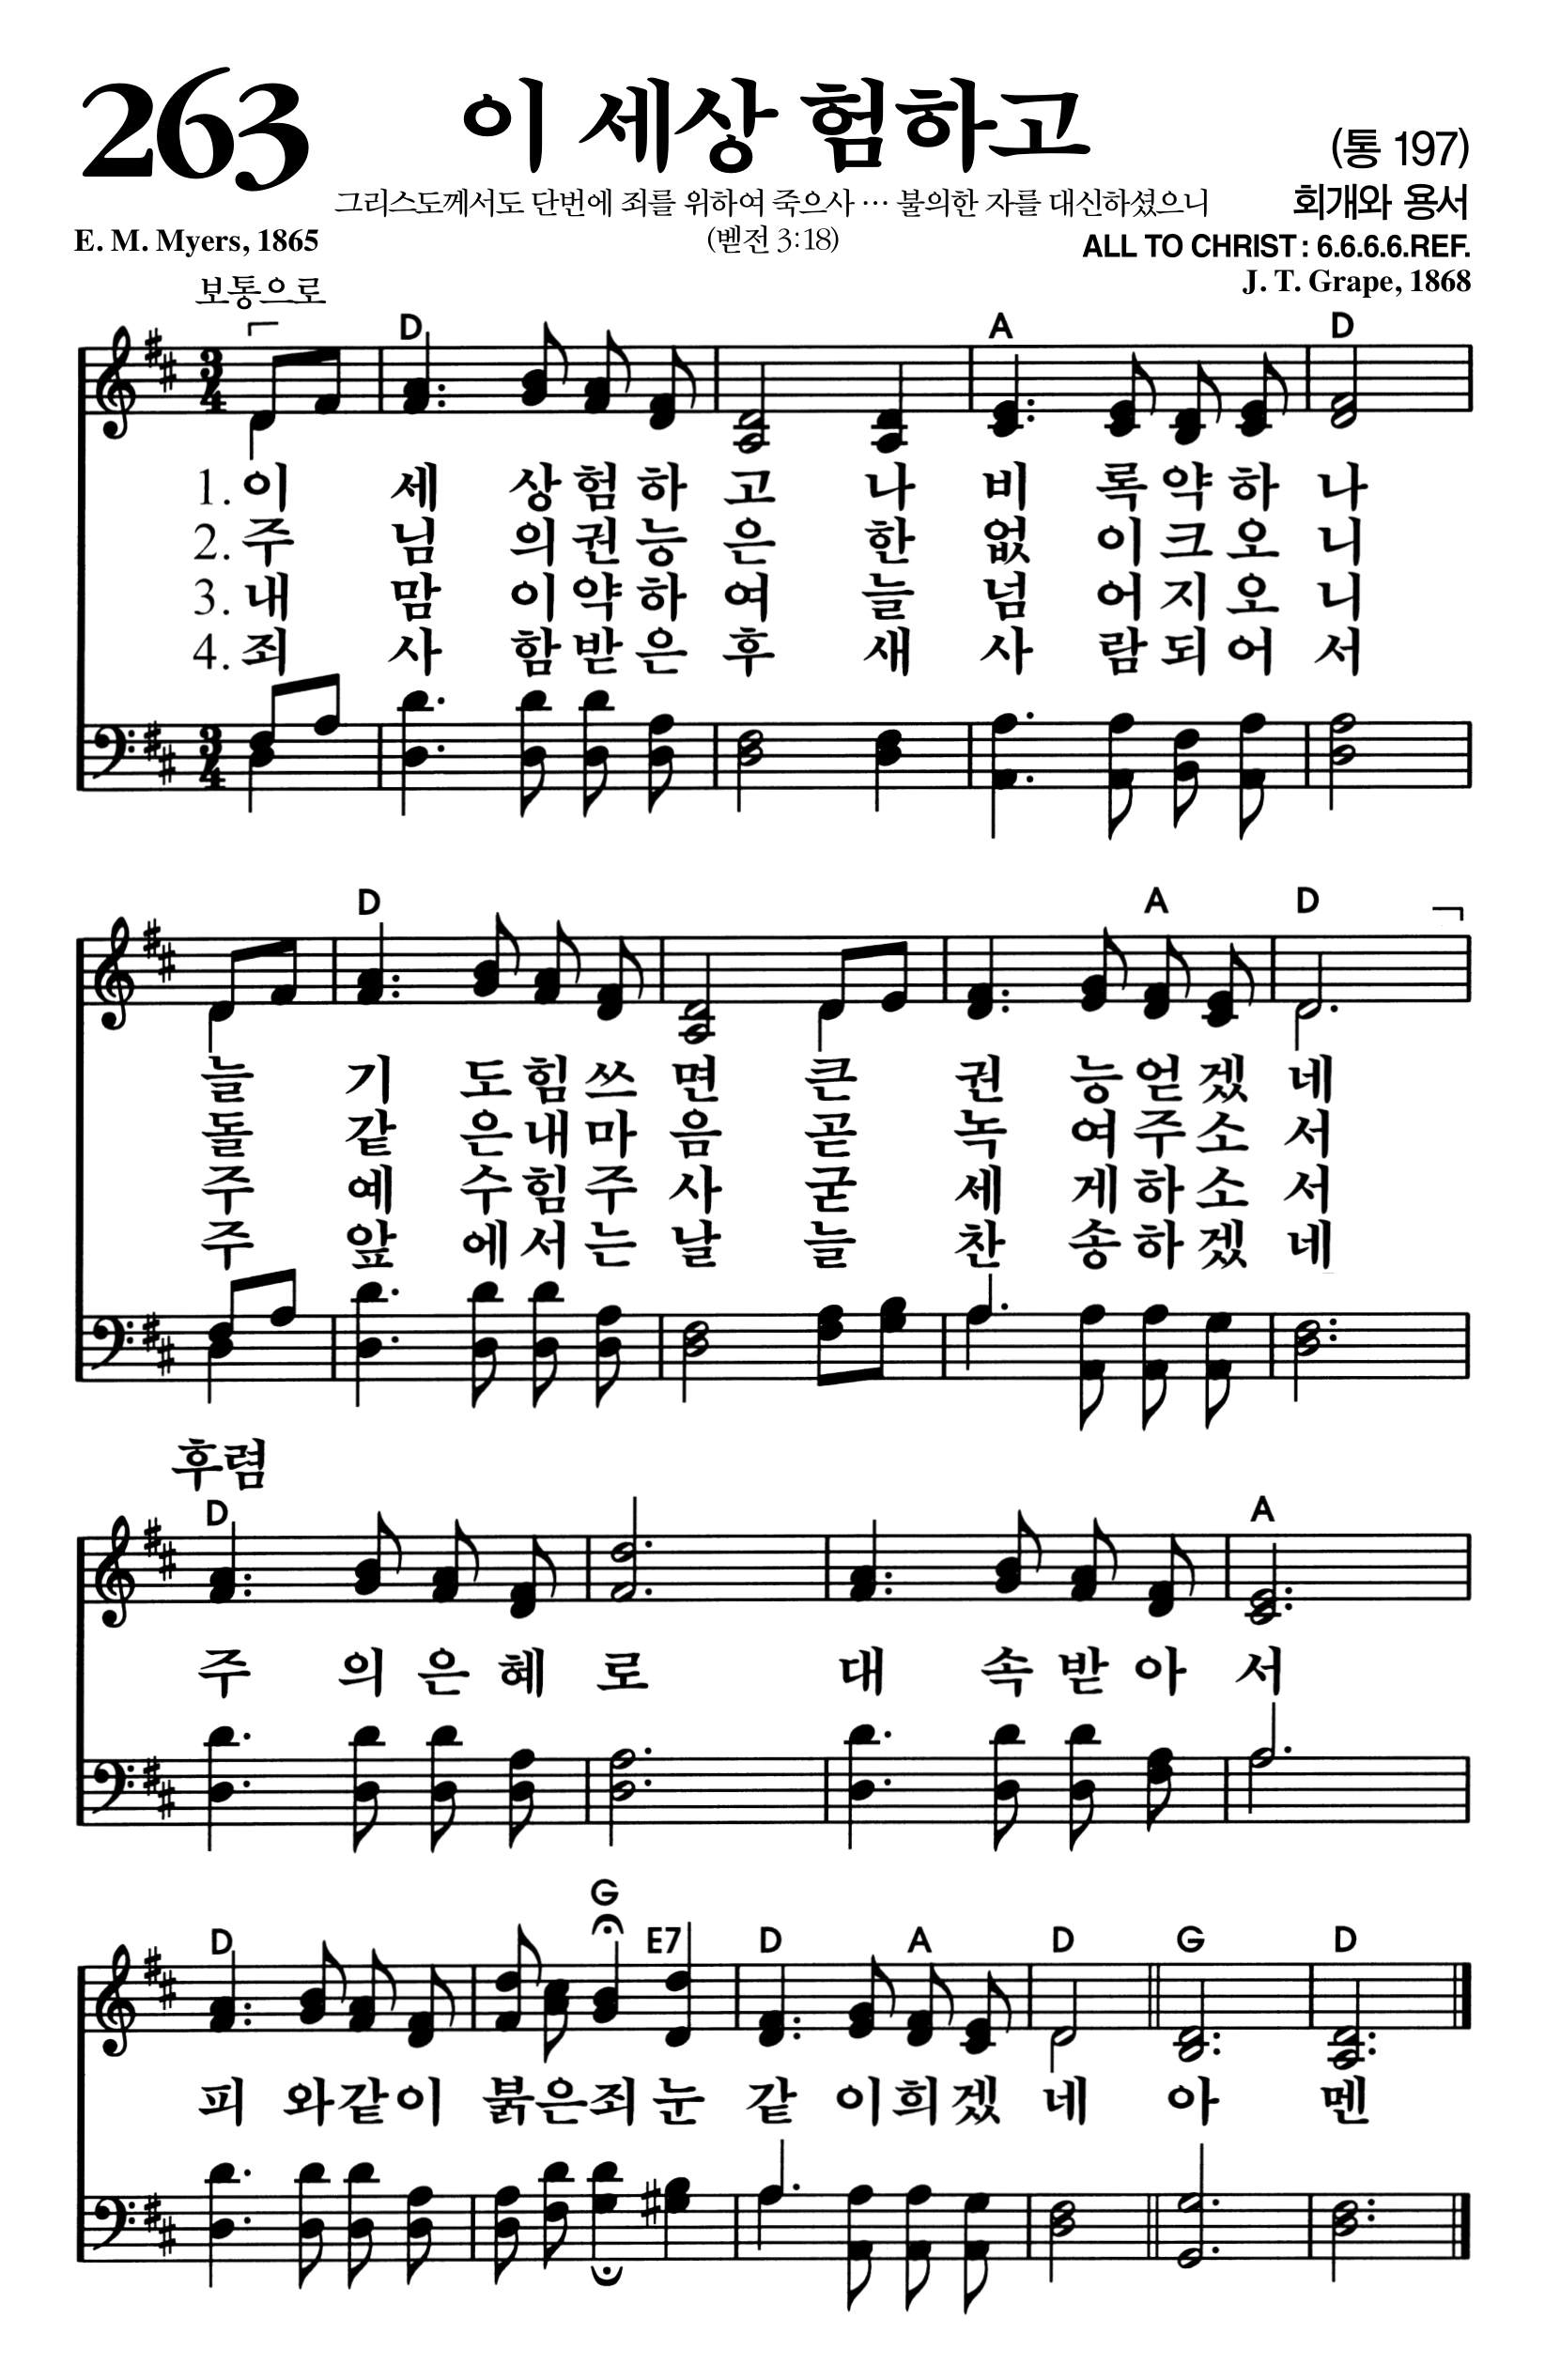 263 이 세상 험하고 (통 197)
그리스도께서도 단번에 죄를 위하여 죽으사 … 불의한 자를 대신하셨으니 회개와 용서
E. M. Myers, 1865 (벧전 3:18) ALL TO CHRIST : 6.6.6.6.REF.
보통으로 J. T. Grape, 1868
D A D
3/4
1. 이 세 상 험 하 고 나 비 록 약 하 나
2. 주 님 의 권 능 은 한 없 이 크 오 니
3. 내 맘 이 약 하 여 늘 넘 어 지 오 니
4. 죄 사 함 받 은 후 새 사 람 되 어 서
3/4
D A D
늘 기 도 힘 쓰 면 큰 권 능 얻 겠 네
돌 같 은 내 마 음 곧 녹 여 주 소 서
주 예 수 힘 주 사 굳 세 게 하 소 서
주 앞 에 서 는 날 늘 찬 송 하 겠 네
후렴
D A
주 의 은 혜 로 대 속 받 아 서
D G E7 D A D G D
피 와 같 이 붉 은 죄 눈 같 이 희 겠 네 아 멘